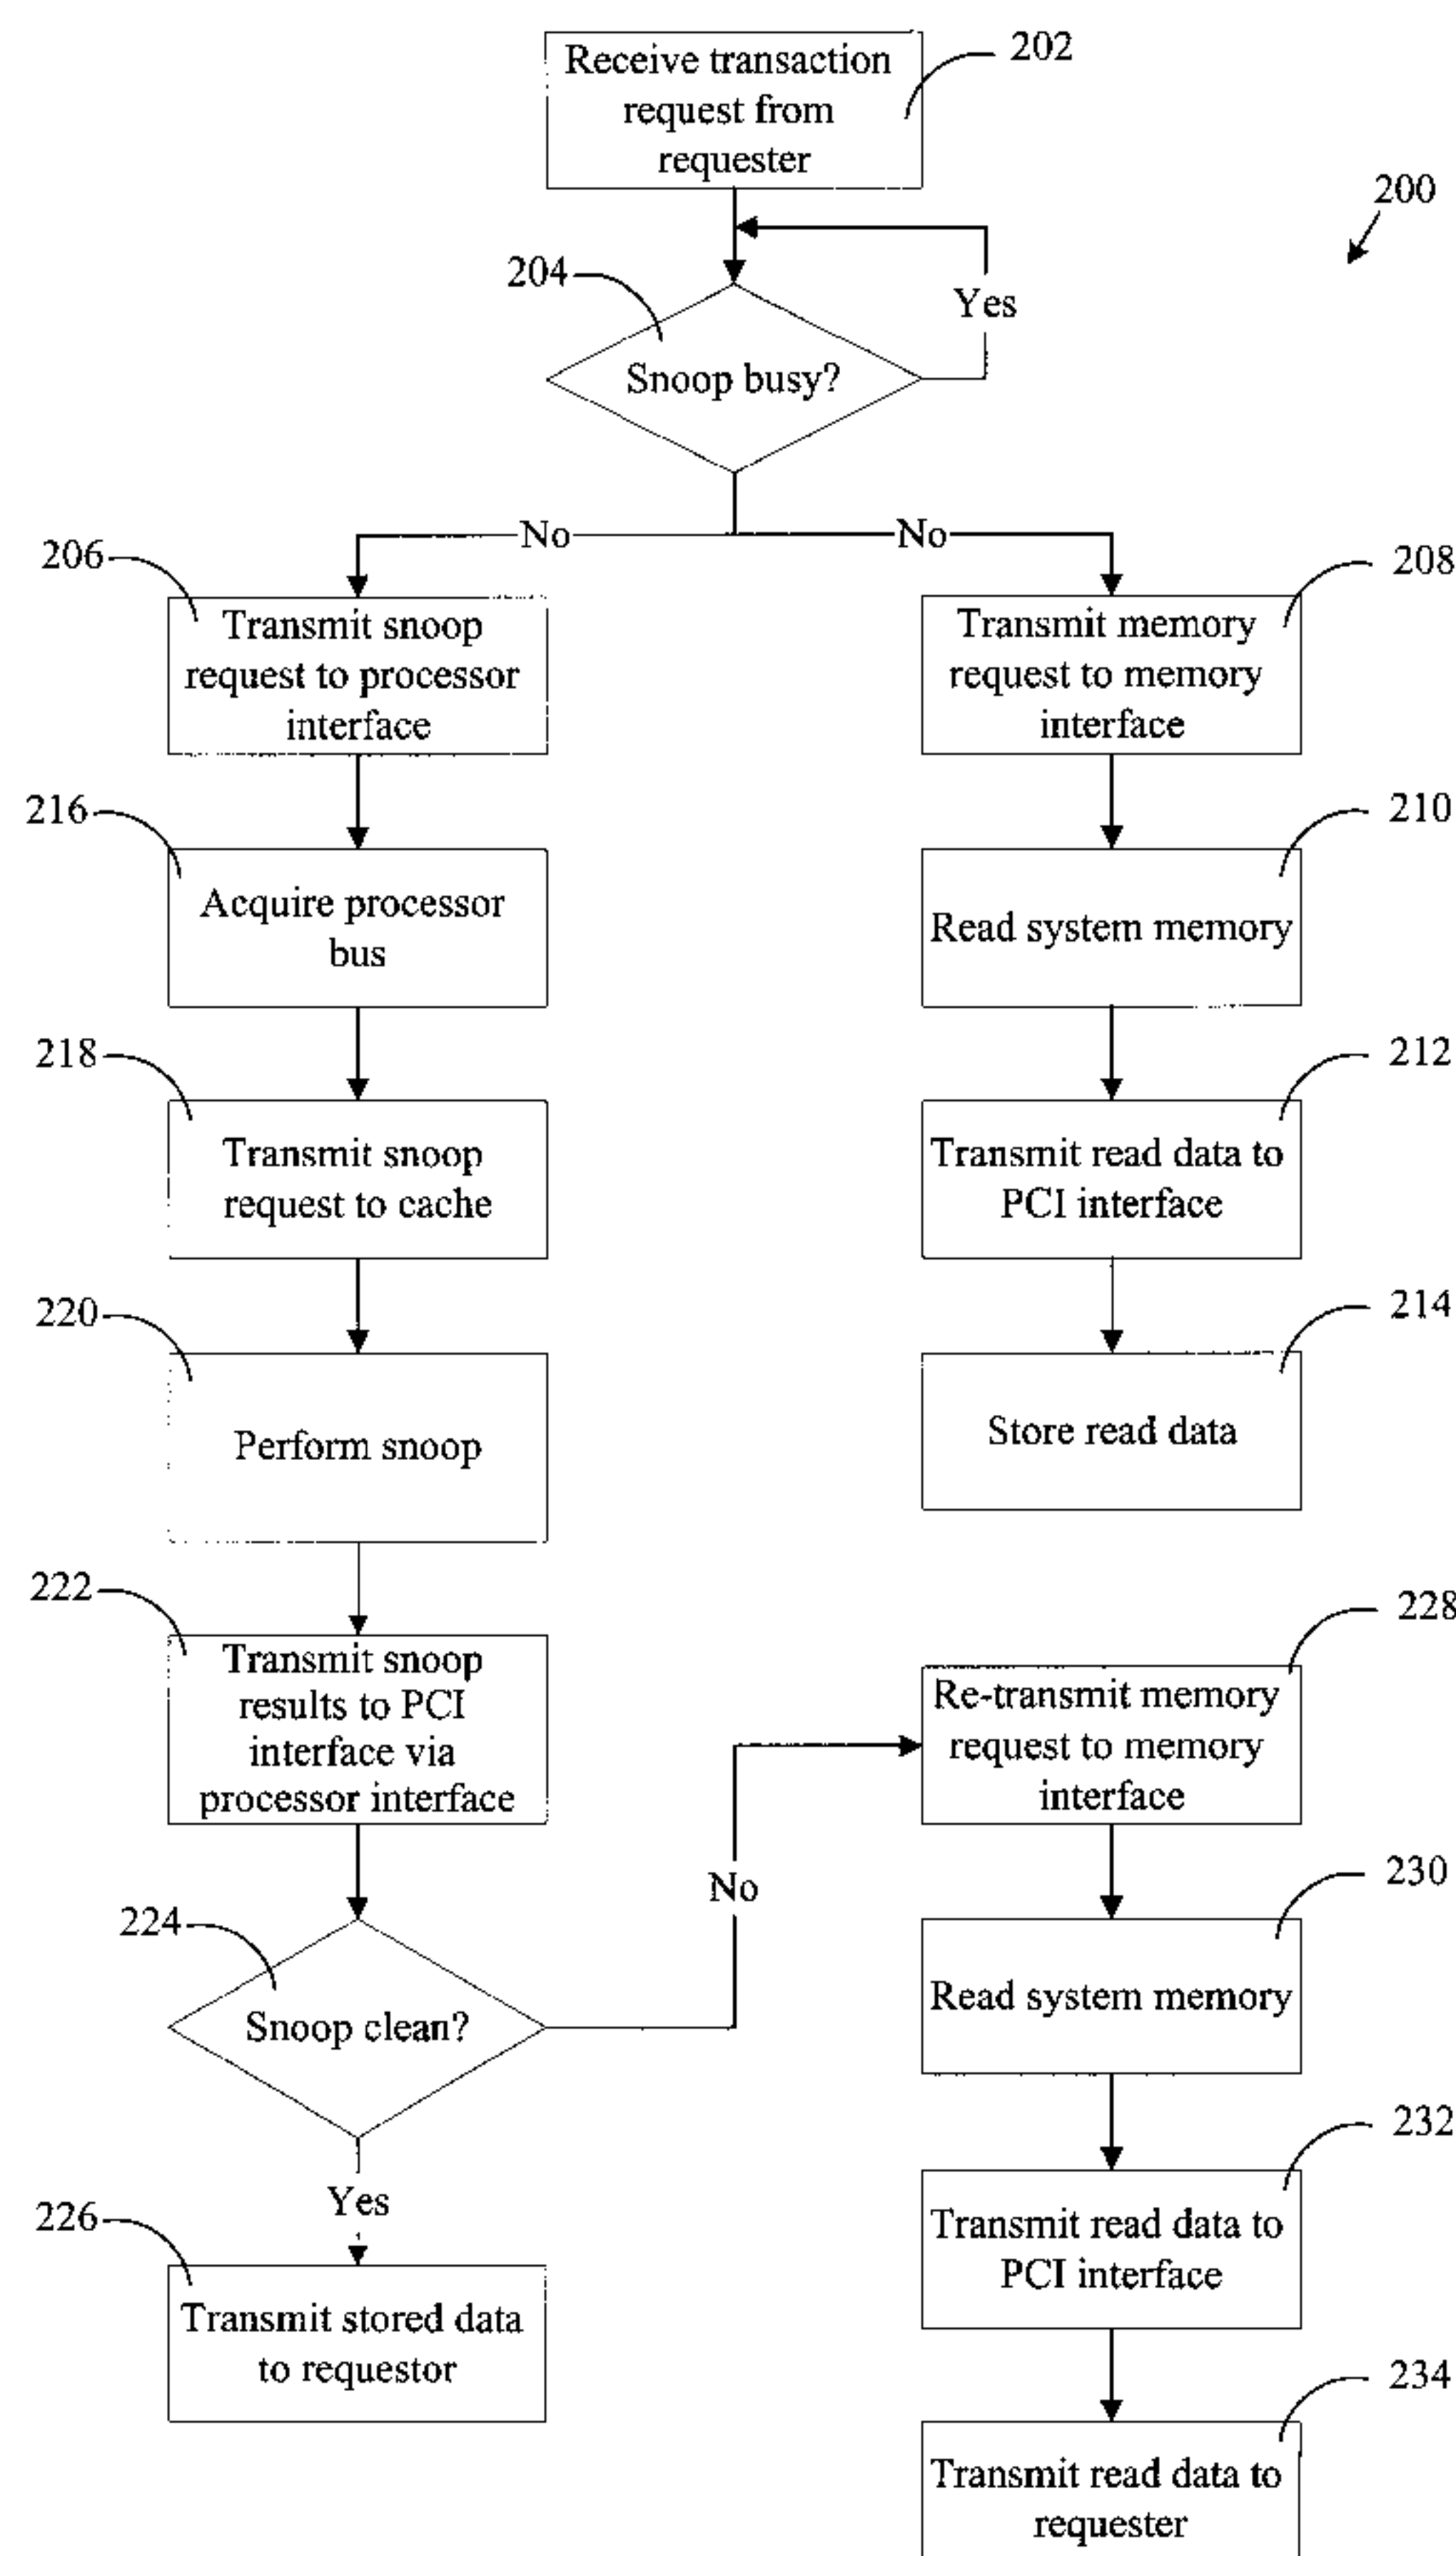 Receive transaction
request from
requester
202
200
204
Snoop busy?
Yes
No
No
206
Transmit snoop
request to processor
interface
208
Transmit memory
request to memory
interface
216
Acquire processor
bus
210
Read system memory
218
Transmit snoop
request to cache
212
Transmit read data to
PCI interface
220
Perform snoop
214
Store read data
222
Transmit snoop
results to PCI
interface via
processor interface
228
Re-transmit memory
request to memory
interface
No
224
Snoop clean?
230
Read system memory
Yes
226
Transmit stored data
to requestor
232
Transmit read data to
PCI interface
234
Transmit read data to
requester